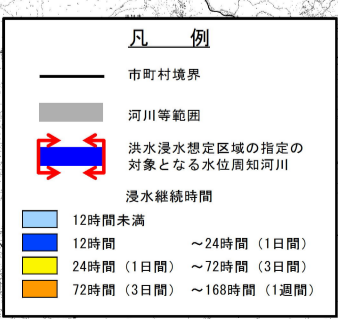 凡　例
市町村境界
河川等範囲
洪水浸水想定区域の指定の
対象となる水位周知河川
浸水継続時間
12時間未満
12時間　～24時間（1日間）
24時間（1日間）　～72時間（3日間）
72時間（3日間）　～168時間（1週間）